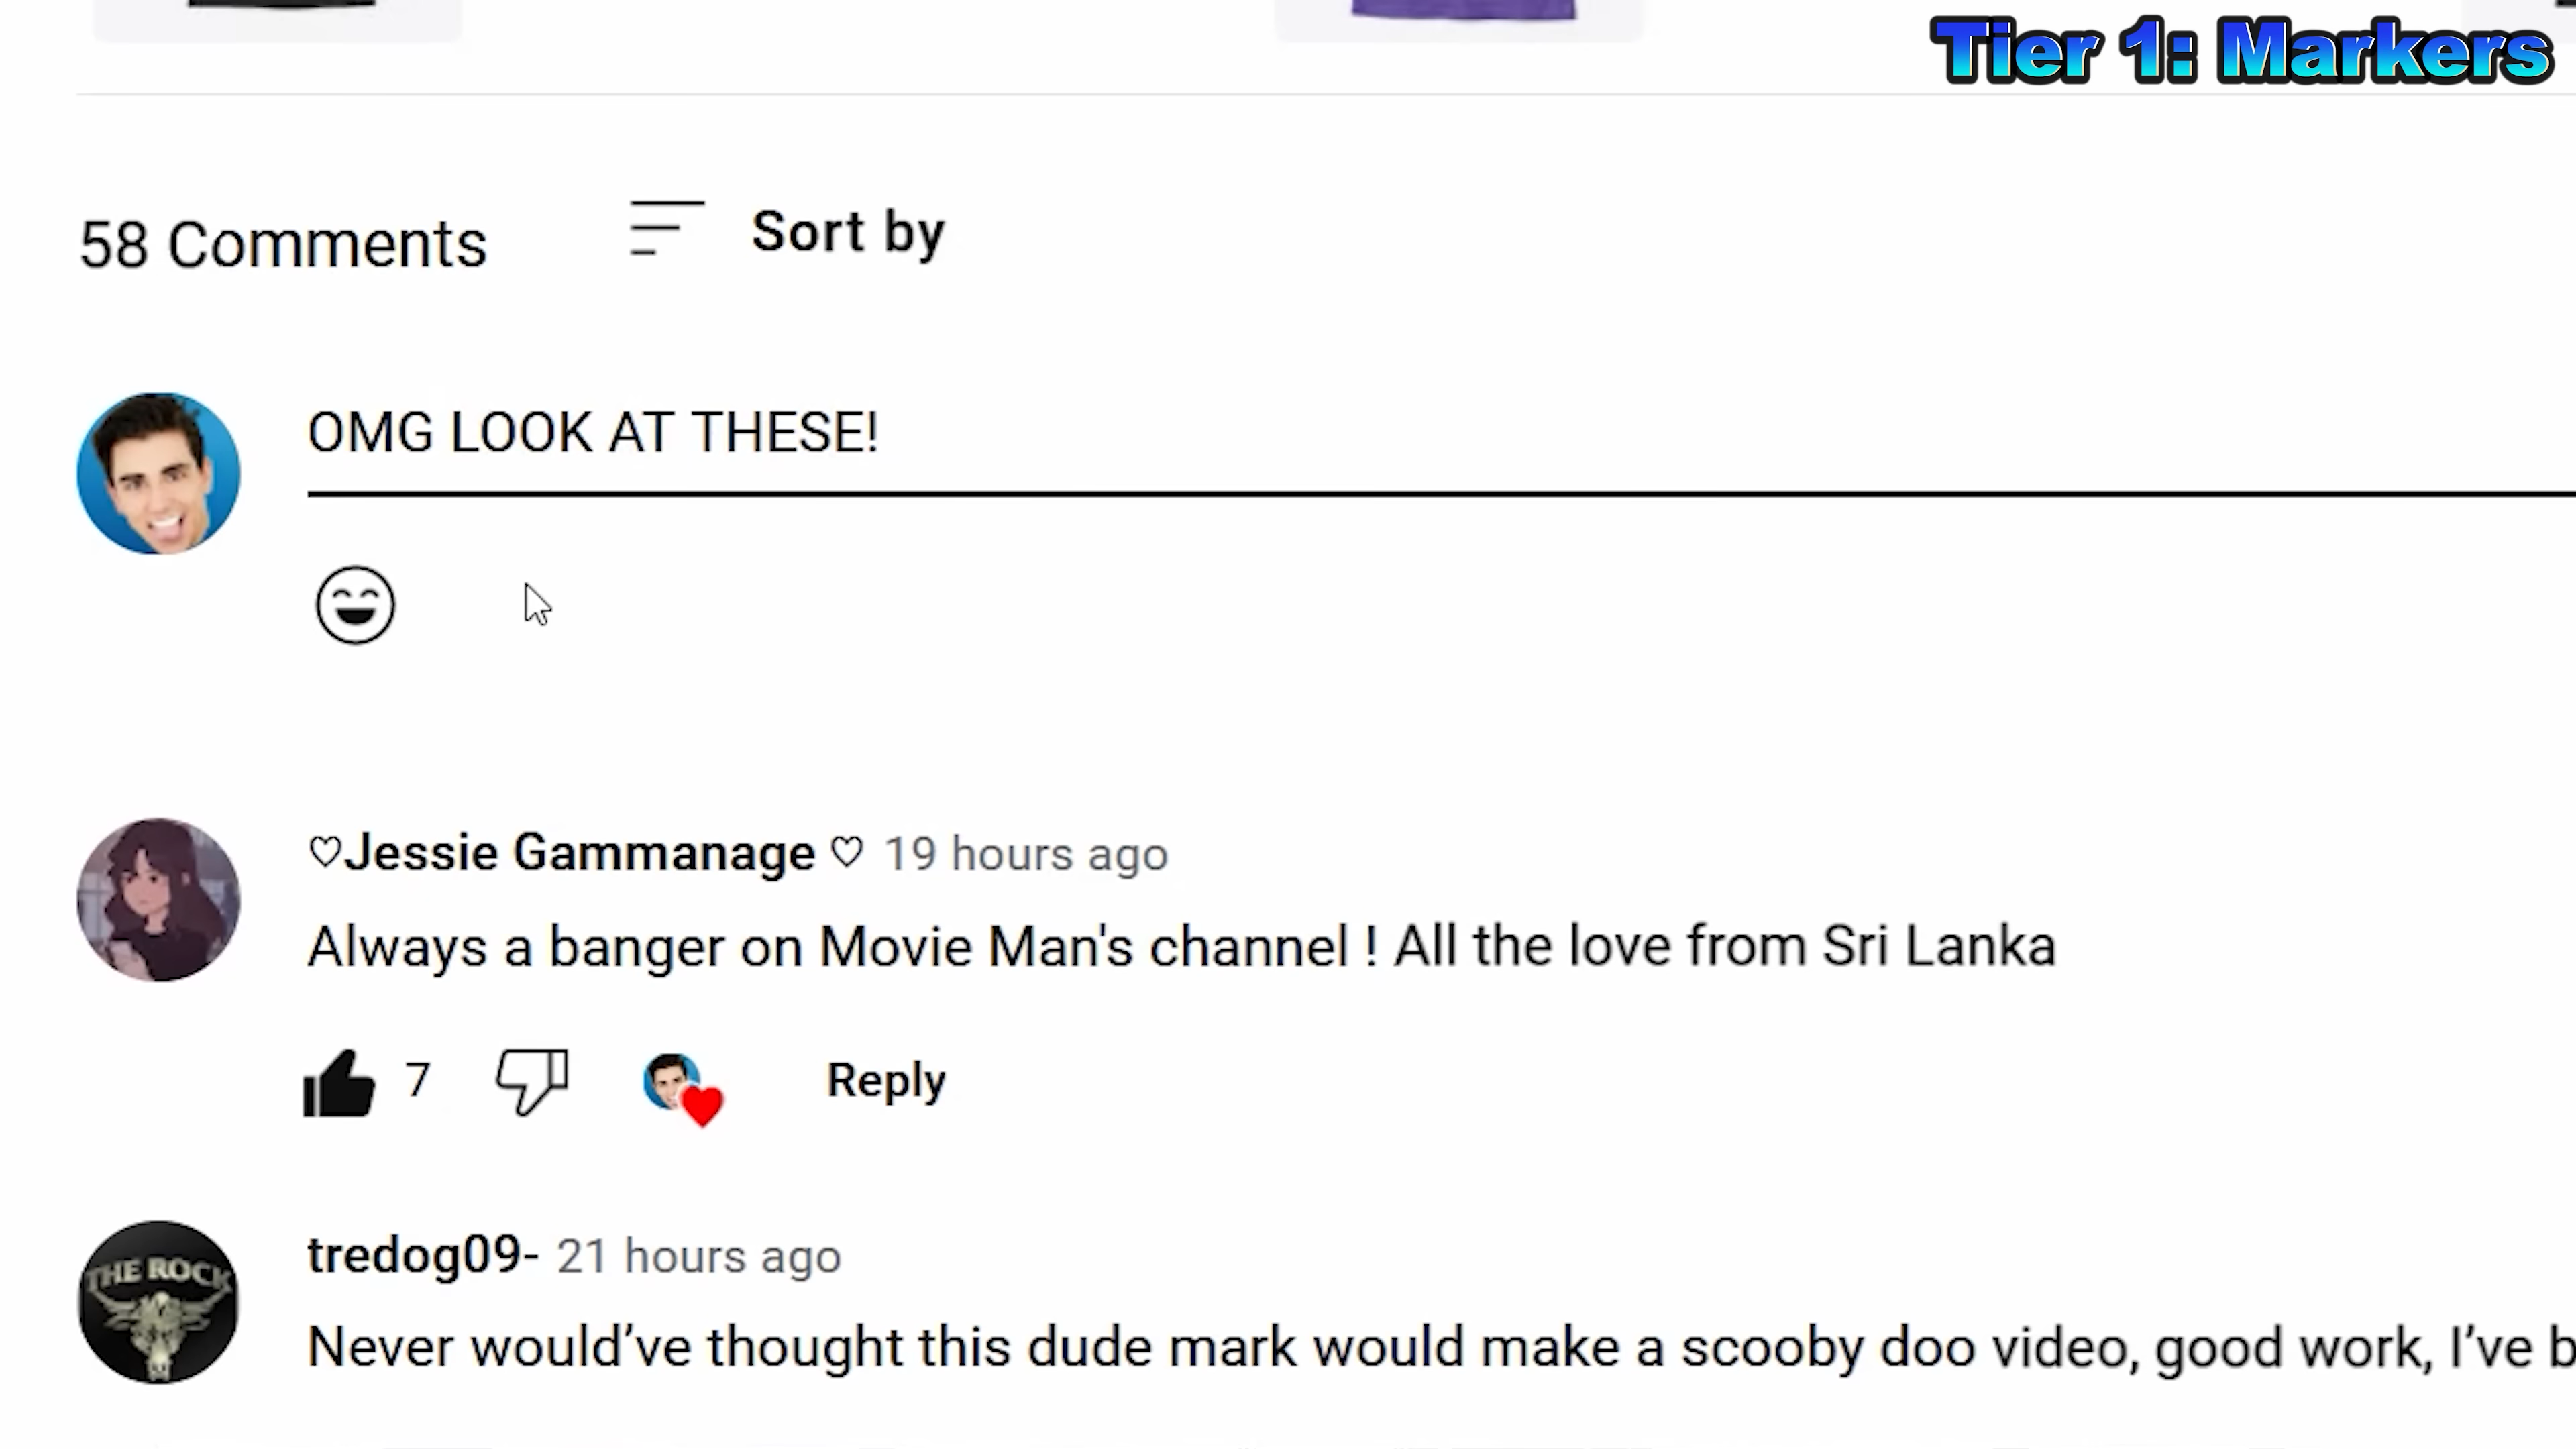 Tier 1: Markers
58 Comments
Sort by
OMG LOOK AT THESE!
♡Jessie Gammanage ♡ 19 hours ago
Always a banger on Movie Man's channel ! All the love from Sri Lanka
7
Reply
THE ROCK
tredog09- 21 hours ago
Never would’ve thought this dude mark would make a scooby doo video, good work, I’ve b